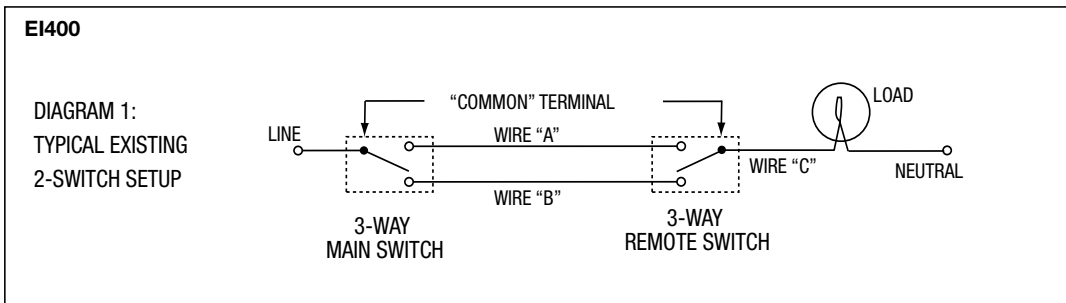 EI400
DIAGRAM 1:
TYPICAL EXISTING
2-SWITCH SETUP
“COMMON” TERMINAL
LOAD
LINE
WIRE “A”
WIRE “C”
NEUTRAL
WIRE “B”
3-WAY
MAIN SWITCH
3-WAY
REMOTE SWITCH